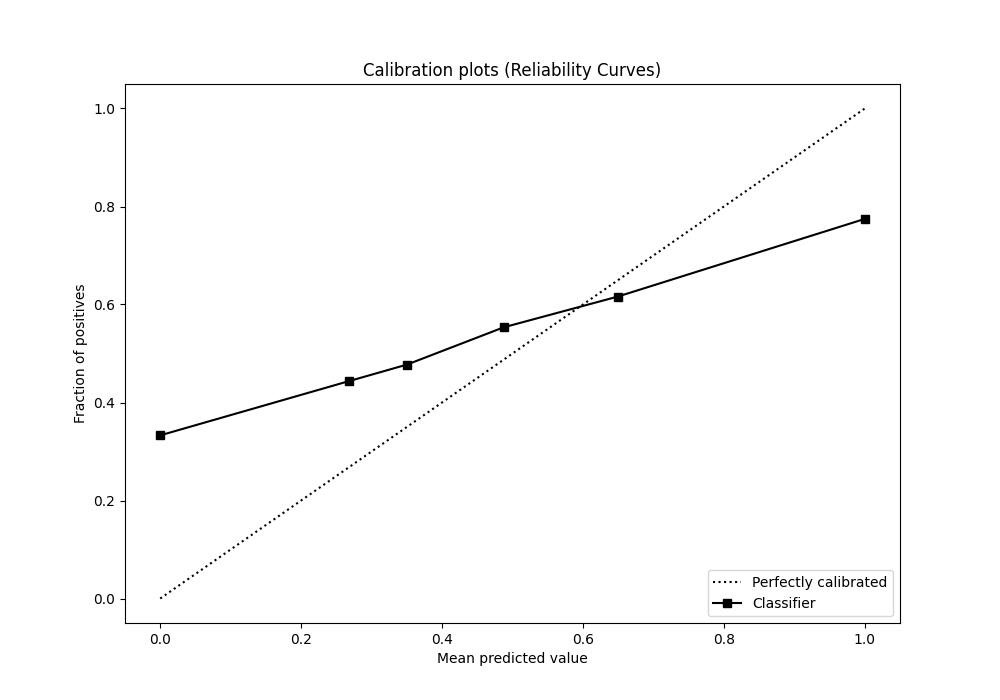 Calibration plots (Reliability Curves)
1.0
0.8
0.6
0.4
0.2
0.0
Fraction of positives
0.0 0.2 0.4 0.6 0.8 1.0
Mean predicted value
Perfectly calibrated
Classifier